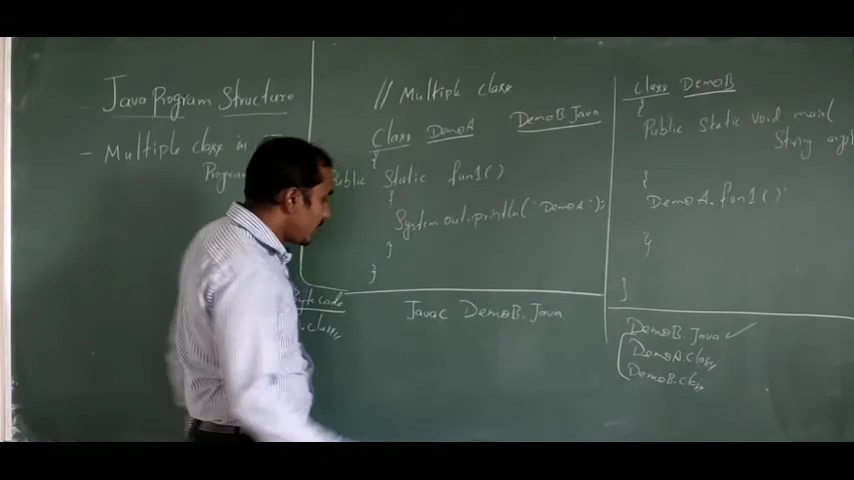 Java Program Structure
- Multiple class in
Program
Byte code
.class
// Multiple class
Class DemoA DemoB.Java
{
Public Static fun1()
{
System.out.println("DemoA");
}
}
Javac DemoB.Java
class DemoB
{
Public Static void main(
String args
{
DemoA.fun1()
}
}
DemoB.Java ✓
DemoA.class
DemoB.class